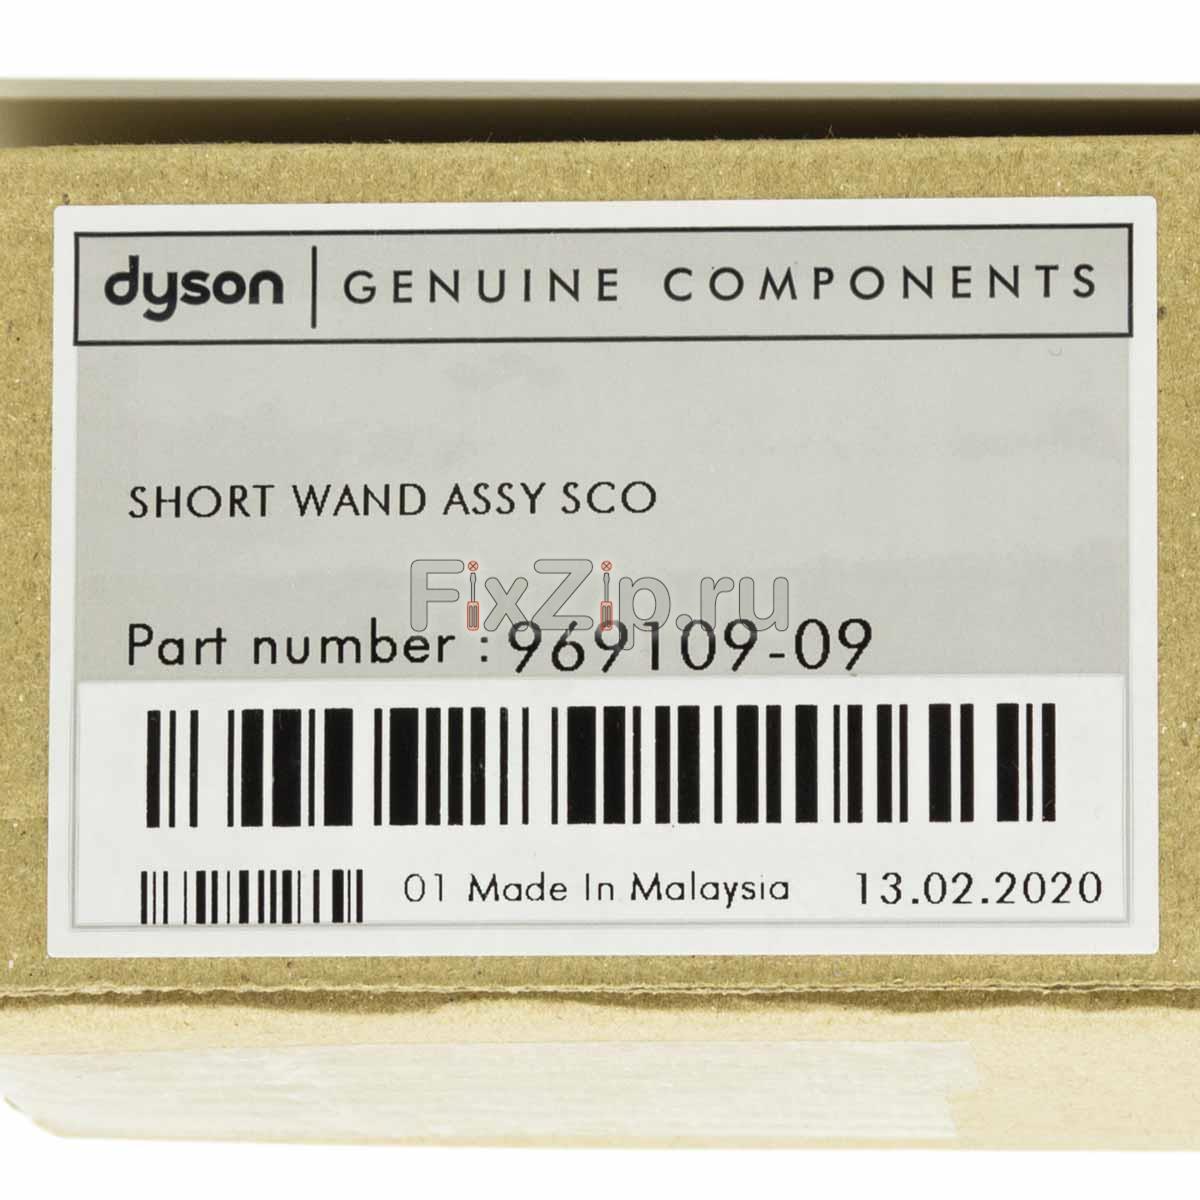 dyson GENUINE COMPONENTS
SHORT WAND ASSY SCO
FixZip.ru
Part number : 969109-09
01 Made In Malaysia 13.02.2020